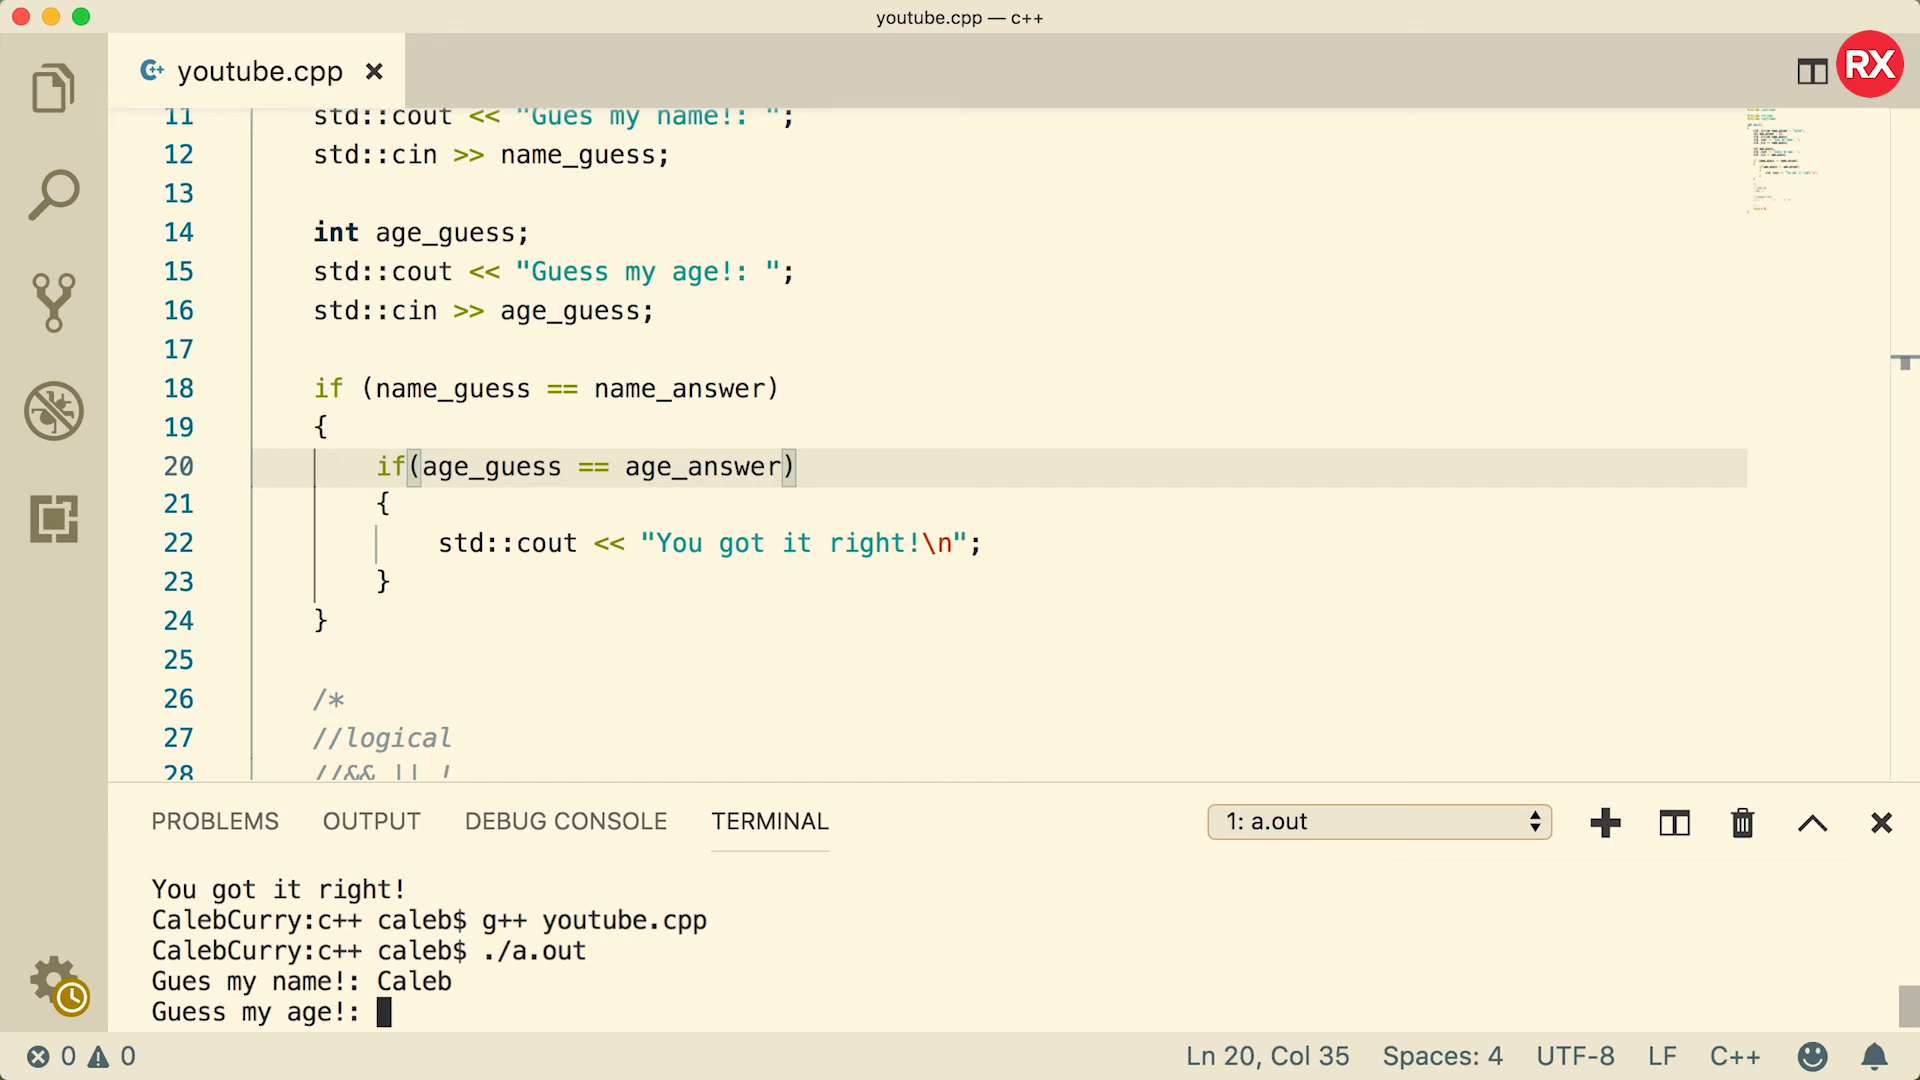 youtube.cpp — c++
youtube.cpp
RX
11 std::cout << "Gues my name!: ";
12 std::cin >> name_guess;
13
14 int age_guess;
15 std::cout << "Guess my age!: ";
16 std::cin >> age_guess;
17
18 if (name_guess == name_answer)
19 {
20 if(age_guess == age_answer)
21 {
22 std::cout << "You got it right!\n";
23 }
24 }
25
26 /*
27 //logical
28 //&& || !
PROBLEMS OUTPUT DEBUG CONSOLE TERMINAL 1: a.out
You got it right!
CalebCurry:c++ caleb$ g++ youtube.cpp
CalebCurry:c++ caleb$ ./a.out
Gues my name!: Caleb
Guess my age!:
0 0 Ln 20, Col 35 Spaces: 4 UTF-8 LF C++